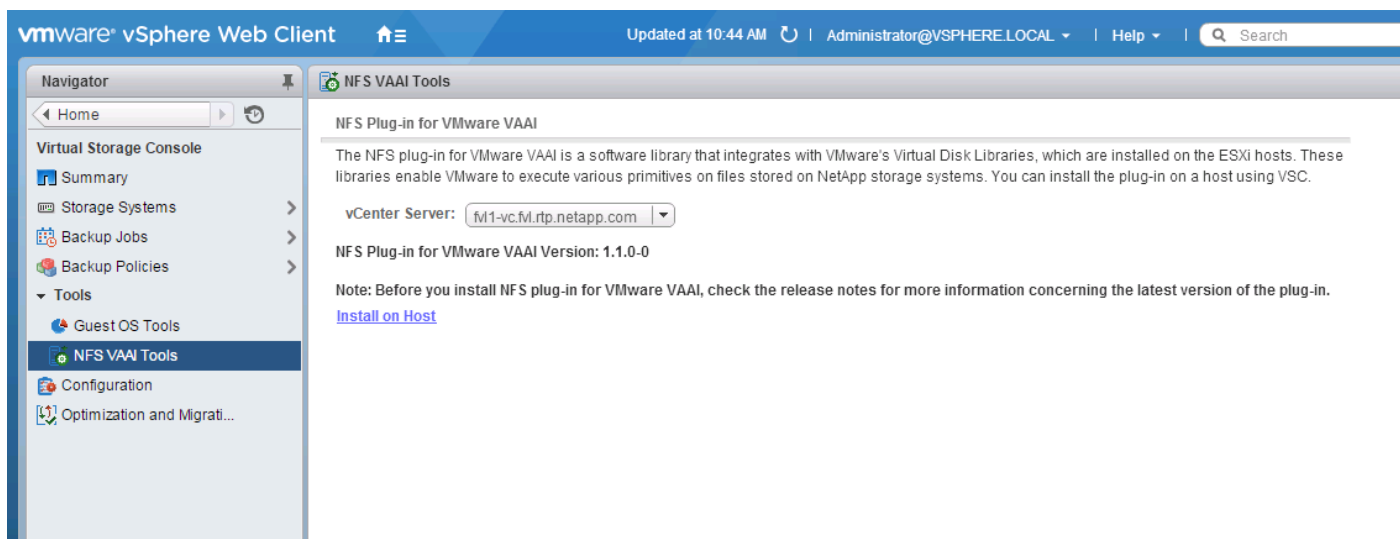 vmware® vSphere Web Client
Updated at 10:44 AM | Administrator@VSPHERE.LOCAL | Help | Search
Navigator
Home
Virtual Storage Console
Summary
Storage Systems
Backup Jobs
Backup Policies
Tools
Guest OS Tools
NFS VAAI Tools
Configuration
Optimization and Migrati...
NFS VAAI Tools
NFS Plug-in for VMware VAAI
The NFS plug-in for VMware VAAI is a software library that integrates with VMware's Virtual Disk Libraries, which are installed on the ESXi hosts. These
libraries enable VMware to execute various primitives on files stored on NetApp storage systems. You can install the plug-in on a host using VSC.
vCenter Server: fvl1-vc.fvl.rtp.netapp.com
NFS Plug-in for VMware VAAI Version: 1.1.0-0
Note: Before you install NFS plug-in for VMware VAAI, check the release notes for more information concerning the latest version of the plug-in.
Install on Host